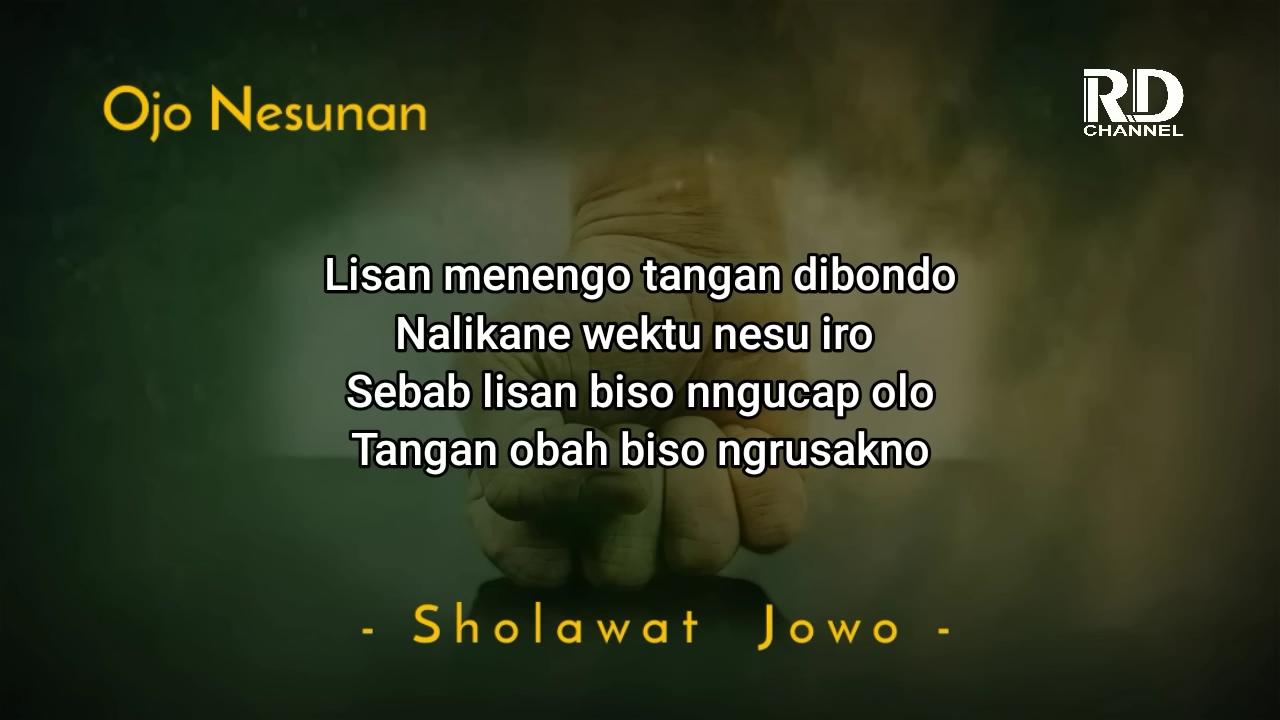 Ojo Nesunan
RD
CHANNEL
Lisan menengo tangan dibondo
Nalikane wektu nesu iro
Sebab lisan biso nngucap olo
Tangan obah biso ngrusakno
- Sholawat Jowo -